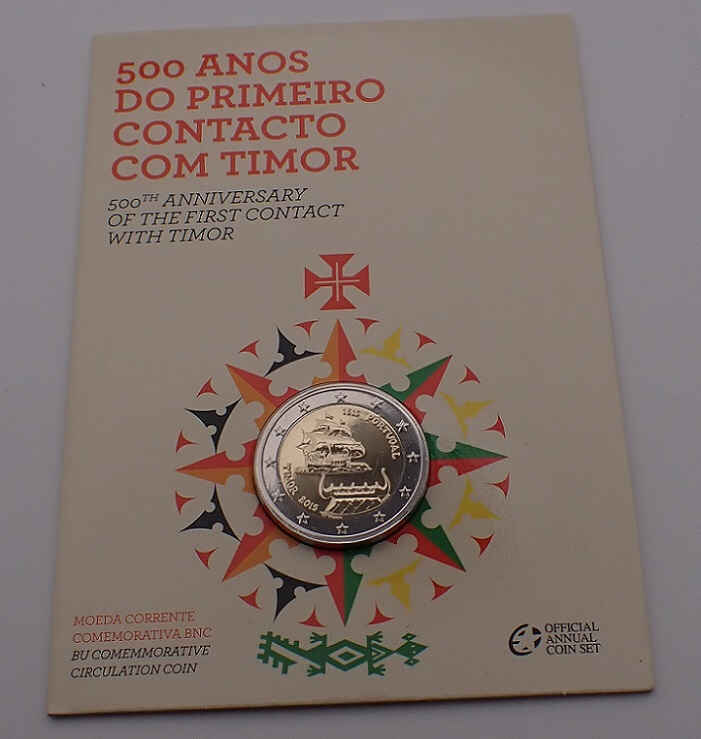 500 ANOS
DO PRIMEIRO
CONTACTO
COM TIMOR
500TH ANNIVERSARY
OF THE FIRST CONTACT
WITH TIMOR
1515 PORTUGAL
TIMOR 2015
MOEDA CORRENTE
COMEMORATIVA BNC
BU COMEMMORATIVE
CIRCULATION COIN
OFFICIAL
ANNUAL
COIN SET